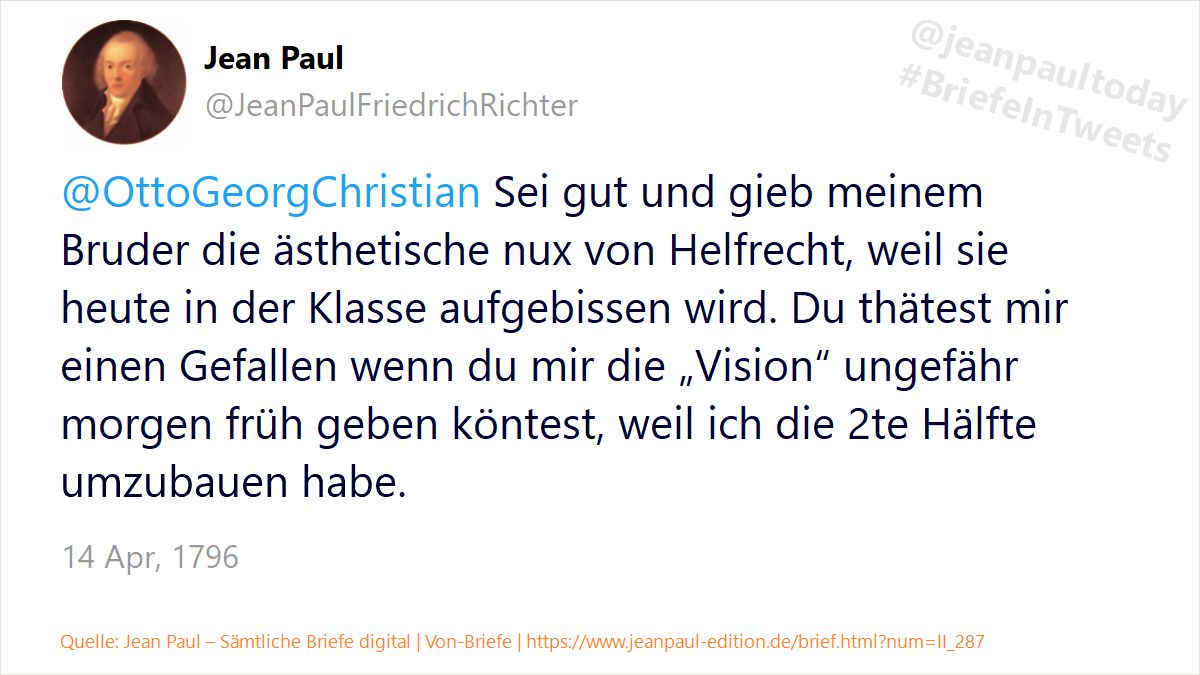 Jean Paul
@JeanPaulFriedrichRichter
@jeanpaultoday
#BriefeInTweets
@OttoGeorgChristian Sei gut und gieb meinem
Bruder die ästhetische nux von Helfrecht, weil sie
heute in der Klasse aufgebissen wird. Du thätest mir
einen Gefallen wenn du mir die „Vision“ ungefähr
morgen früh geben köntest, weil ich die 2te Hälfte
umzubauen habe.
14 Apr, 1796
Quelle: Jean Paul – Sämtliche Briefe digital | Von-Briefe | https://www.jeanpaul-edition.de/brief.html?num=II_287